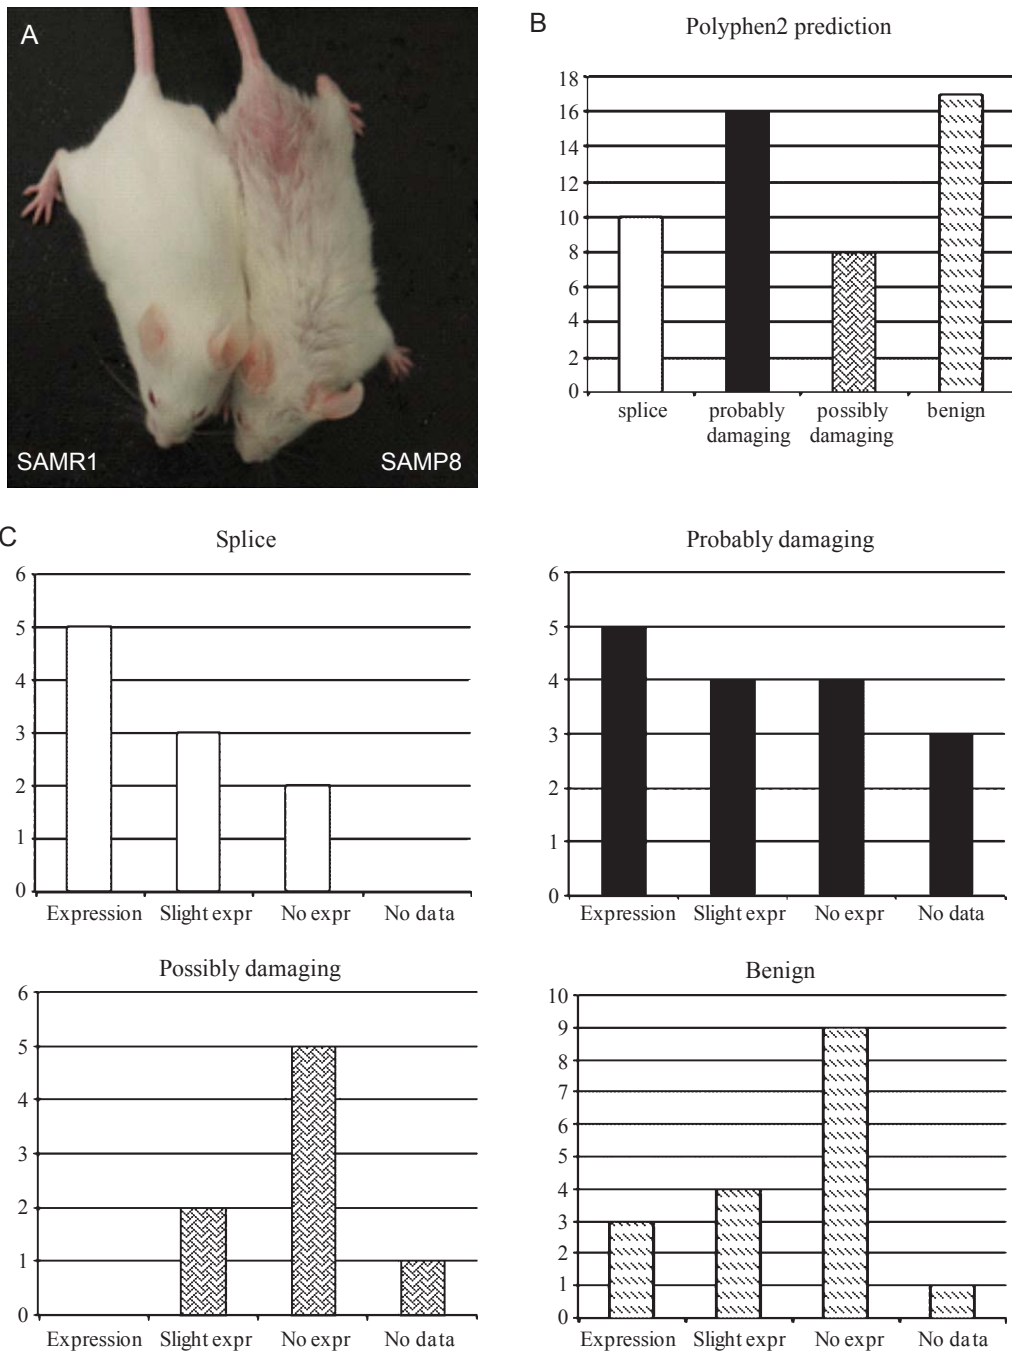 A
SAMR1
SAMP8
B
Polyphen2 prediction
18
16
14
12
10
8
6
4
2
0
splice
probably
damaging
possibly
damaging
benign
C
Splice
6
5
4
3
2
1
0
Expression
Slight expr
No expr
No data
Probably damaging
6
5
4
3
2
1
0
Expression
Slight expr
No expr
No data
Possibly damaging
6
5
4
3
2
1
0
Expression
Slight expr
No expr
No data
Benign
10
9
8
7
6
5
4
3
2
1
0
Expression
Slight expr
No expr
No data